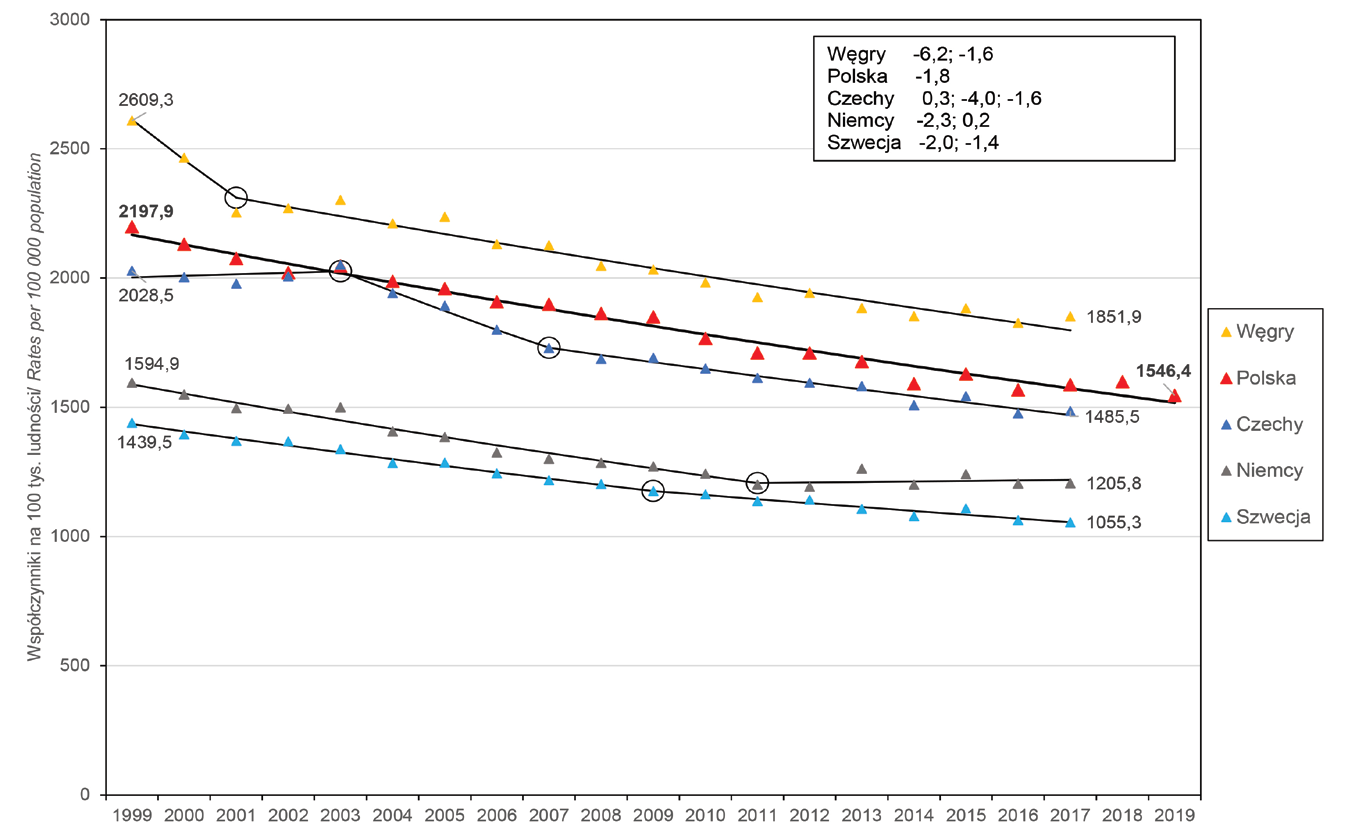 Współczynniki na 100 tys. ludności/ Rates per 100 000 population
3000
2500
2000
1500
1000
500
0
Węgry -6,2; -1,6
Polska -1,8
Czechy 0,3; -4,0; -1,6
Niemcy -2,3; 0,2
Szwecja -2,0; -1,4
2609,3
2197,9
2028,5
1594,9
1439,5
1851,9
1546,4
1485,5
1205,8
1055,3
Węgry
Polska
Czechy
Niemcy
Szwecja
1999 2000 2001 2002 2003 2004 2005 2006 2007 2008 2009 2010 2011 2012 2013 2014 2015 2016 2017 2018 2019